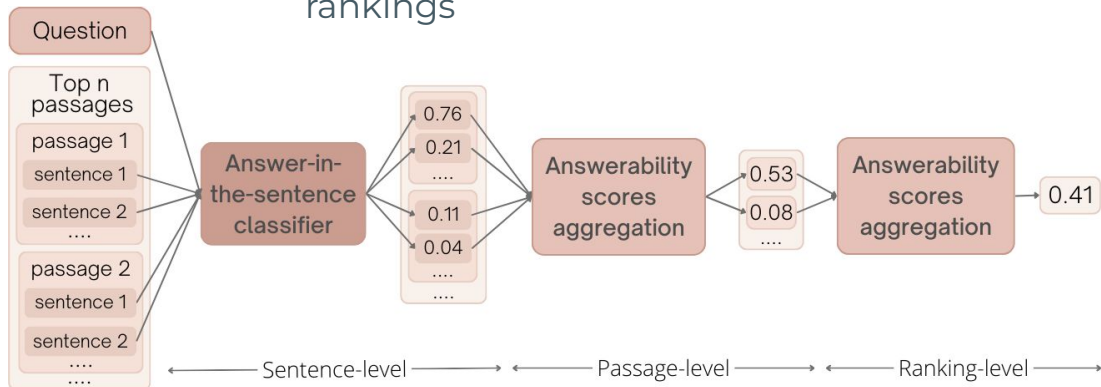 rankings
Question
Top n
passages
passage 1
sentence 1
sentence 2
....
passage 2
sentence 1
sentence 2
....
....
Answer-in-
the-sentence
classifier
0.76
0.21
....
0.11
0.04
....
....
Answerability
scores
aggregation
0.53
0.08
....
Answerability
scores
aggregation
0.41
Sentence-level
Passage-level
Ranking-level